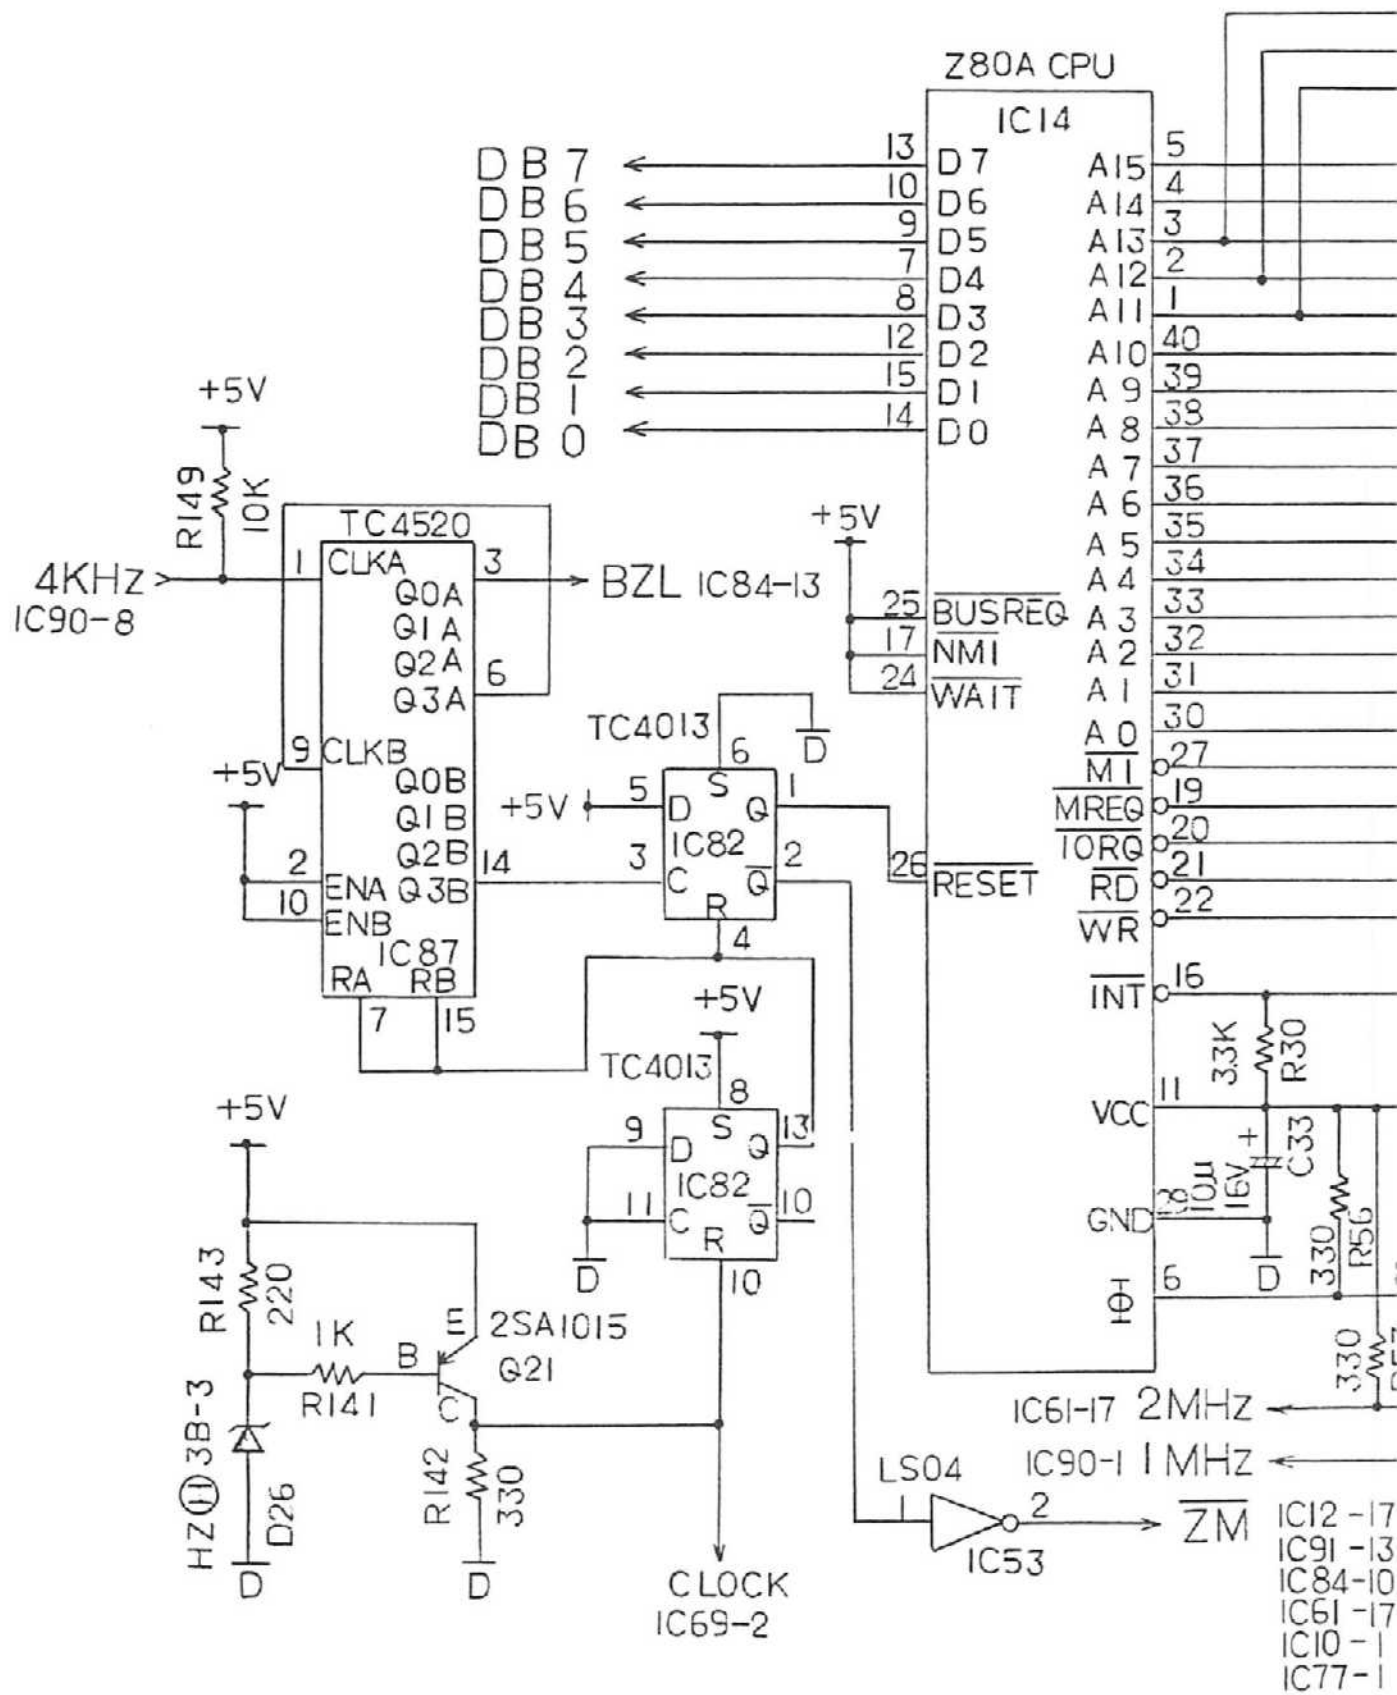 Z80A CPU
IC14
DB7
DB6
DB5
DB4
DB3
DB2
DB1
DB0
13
10
9
7
8
12
15
14
D7
D6
D5
D4
D3
D2
D1
D0
A15
A14
A13
A12
A11
A10
A9
A8
A7
A6
A5
A4
A3
A2
A1
A0
M1
MREQ
IORQ
RD
WR
INT
VCC
GND
Φ
5
4
3
2
1
40
39
38
37
36
35
34
33
32
31
30
27
19
20
21
22
16
11
6
+5V
25
17
24
26
BUSREQ
NMI
WAIT
RESET
+5V
R149
10K
4KHz
IC90-8
TC4520
1
CLKA
3
BZL IC84-13
Q0A
Q1A
Q2A
6
Q3A
9
CLKB
+5V
Q0B
Q1B
Q2B
14
Q3B
2
ENA
10
ENB
IC87
RA
RB
7
15
TC4013
6
D
S
+5V
5
D
Q
1
IC82
3
C
Q
2
R
4
+5V
TC4013
8
S
9
D
Q
13
IC82
11
C
Q
10
R
D
10
+5V
R143
220
1K
R141
B
E
C
2SA1015
Q21
HZⒽ3B-3
D26
D
R142
330
D
CLOCK
IC69-2
33K
R30
+
C33
10μ
16V
D
330
R56
330
IC61-17 2MHz
IC90-1 1MHz
LS04
1
2
IC53
ZM
IC12-17
IC91-13
IC84-10
IC61-17
IC10-1
IC77-1